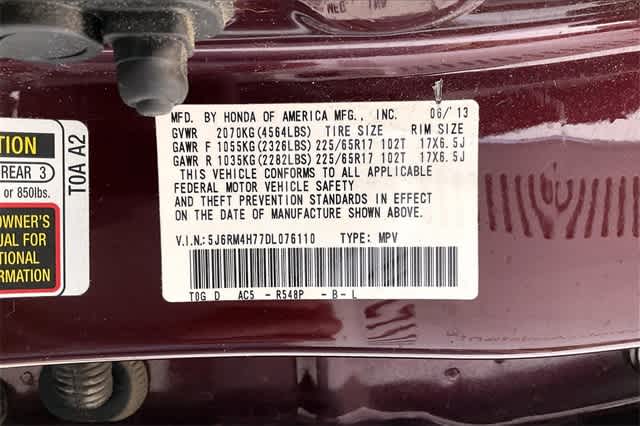 MFD. BY HONDA OF AMERICA MFG., INC. 06/'13
GVWR 2070KG(4564LBS) TIRE SIZE RIM SIZE
GAWR F 1055KG(2326LBS) 225/65R17 102T 17X6.5J
GAWR R 1035KG(2282LBS) 225/65R17 102T 17X6.5J
THIS VEHICLE CONFORMS TO ALL APPLICABLE
FEDERAL MOTOR VEHICLE SAFETY
AND THEFT PREVENTION STANDARDS IN EFFECT
ON THE DATE OF MANUFACTURE SHOWN ABOVE.
V.I.N.: 5J6RM4H77DL076110 TYPE: MPV
T0G D AC5 - R548P - B - L
TION
REAR 3
or 850lbs.
OWNER'S
UAL FOR
TIONAL
RMATION
T0A A2